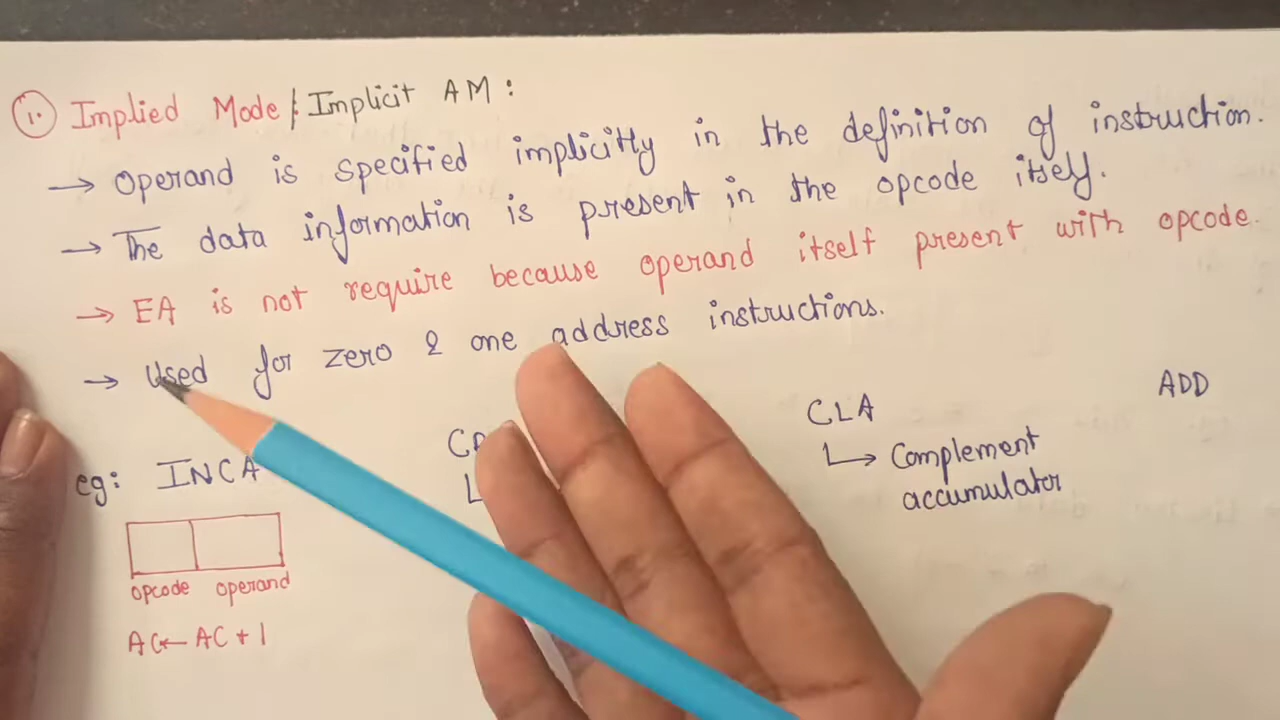 1. Implied Mode / Implicit AM :
→ Operand is specified implicitly in the definition of instruction.
→ The data information is present in the opcode itself.
→ EA is not require because operand itself present with opcode.
→ Used for zero & one address instructions.
eg: INCA
CLA
ADD
↳ Complement
accumulator
opcode operand
AC ← AC + 1